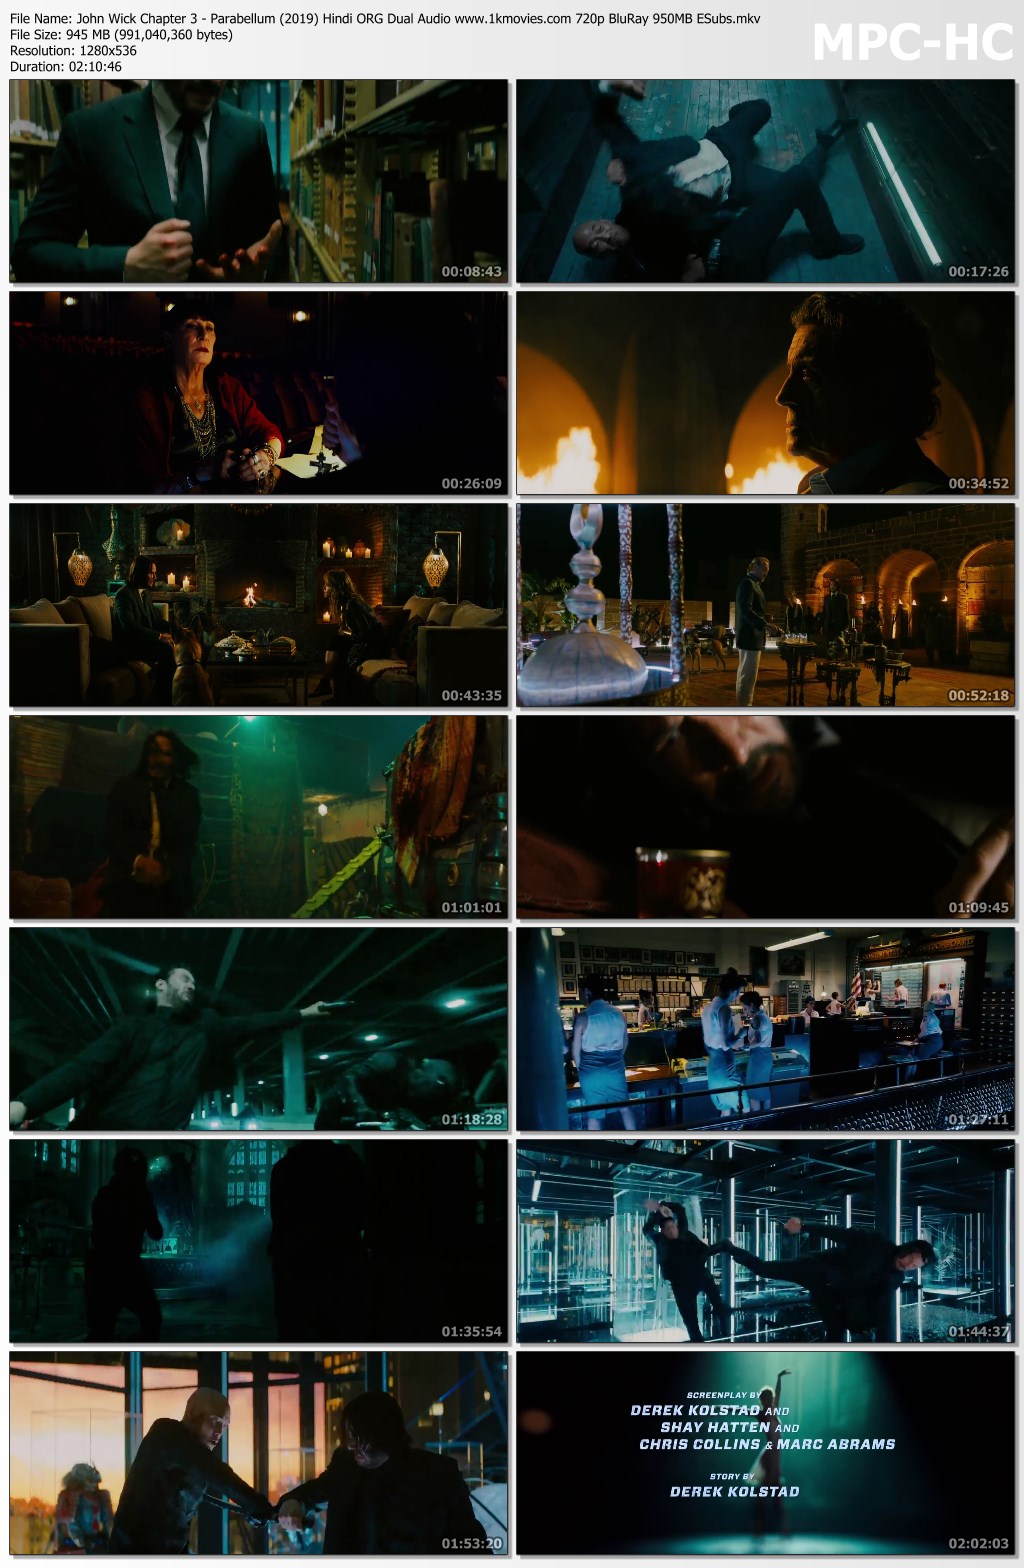 File Name: John Wick Chapter 3 - Parabellum (2019) Hindi ORG Dual Audio www.1kmovies.com 720p BluRay 950MB ESubs.mkv
File Size: 945 MB (991,040,360 bytes)
Resolution: 1280x536
Duration: 02:10:46
MPC-HC
00:08:43
00:17:26
00:26:09
00:34:52
00:43:35
00:52:18
01:01:01
01:09:45
01:18:28
01:27:11
01:35:54
01:44:37
01:53:20
SCREENPLAY BY
DEREK KOLSTAD AND
SHAY HATTEN AND
CHRIS COLLINS & MARC ABRAMS
STORY BY
DEREK KOLSTAD
02:02:03